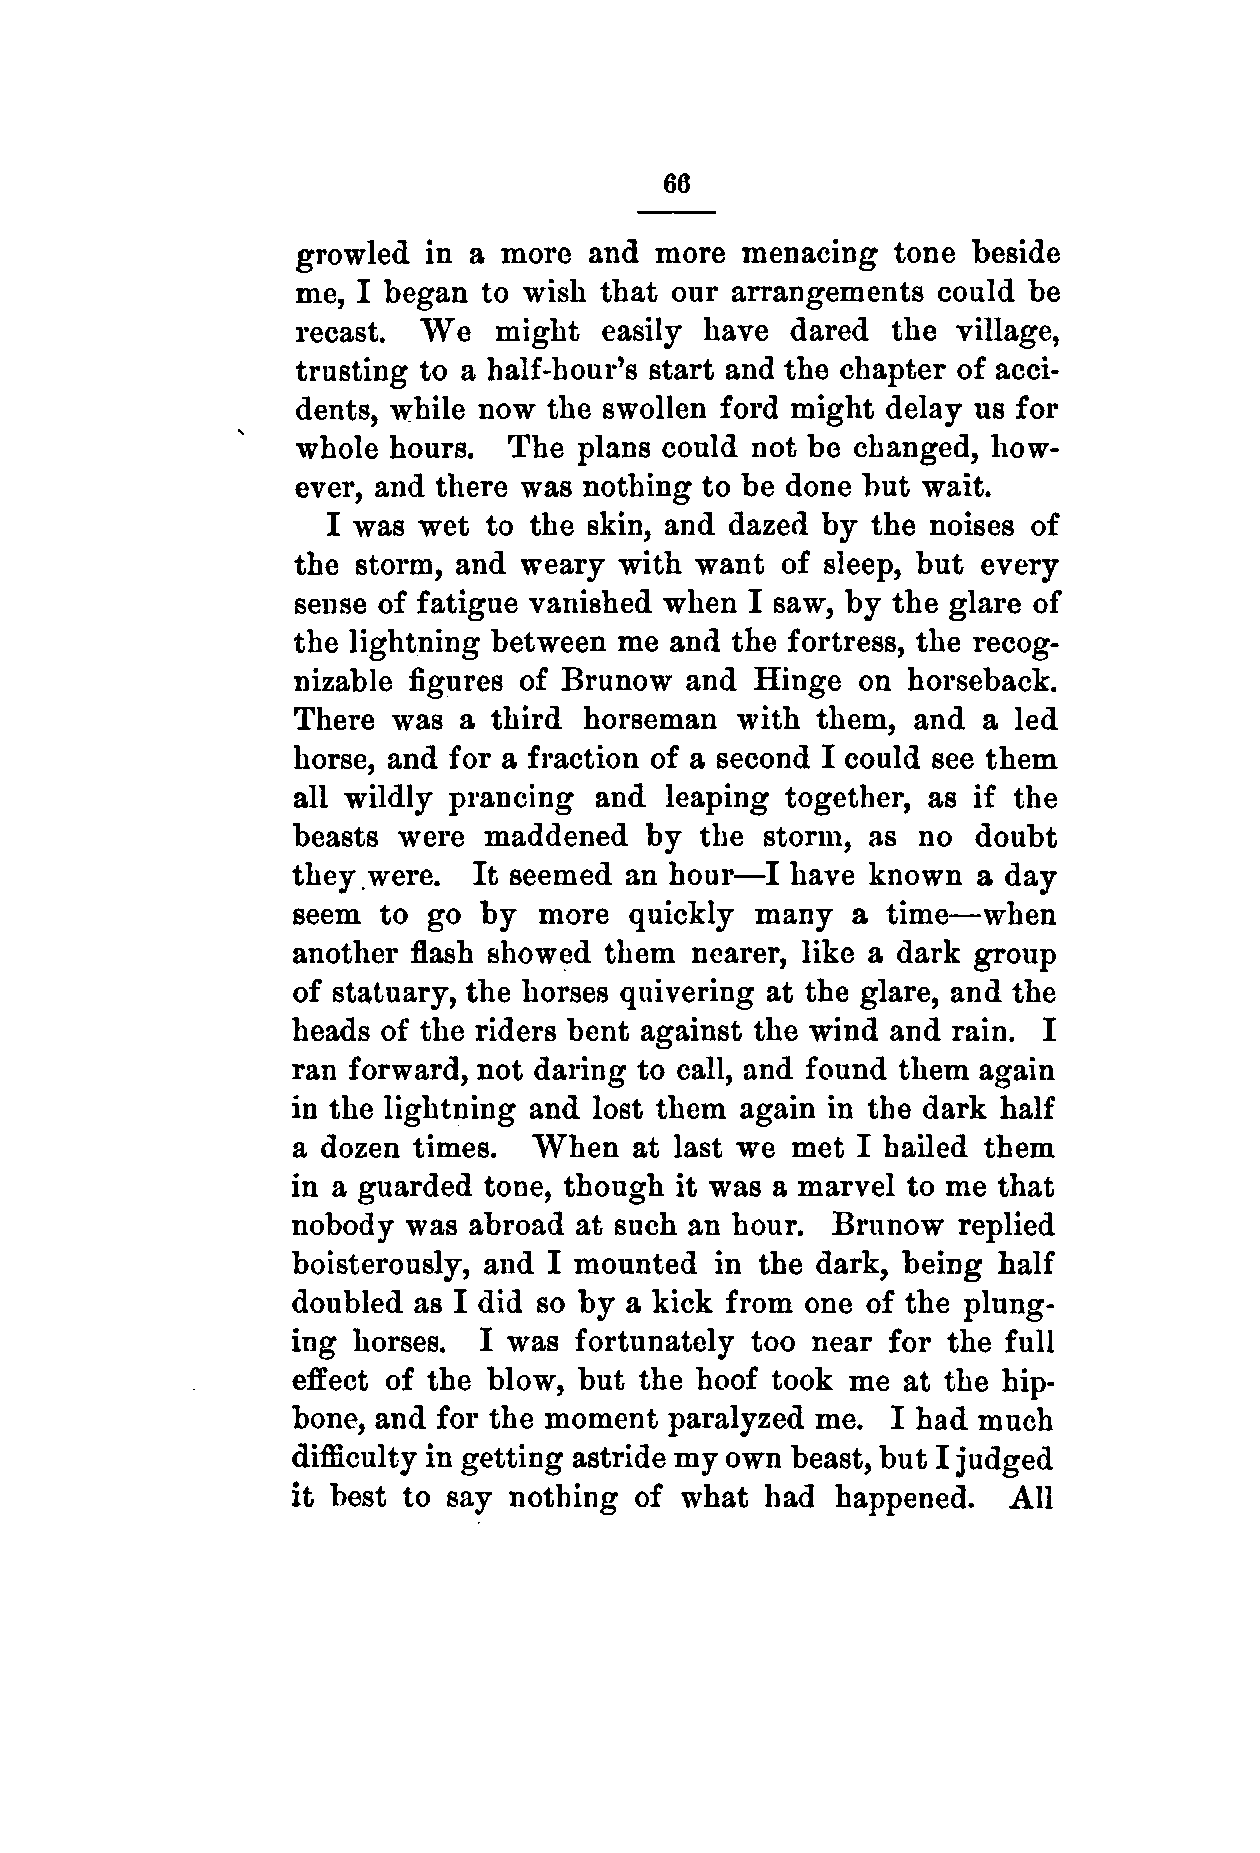 66
growled in a more and more menacing tone beside
me, I began to wish that our arrangements could be
recast. We might easily have dared the village,
trusting to a half-hour's start and the chapter of acci-
dents, while now the swollen ford might delay us for
whole hours. The plans could not be changed, how-
ever, and there was nothing to be done but wait.
I was wet to the skin, and dazed by the noises of
the storm, and weary with want of sleep, but every
sense of fatigue vanished when I saw, by the glare of
the lightning between me and the fortress, the recog-
nizable figures of Brunow and Hinge on horseback.
There was a third horseman with them, and a led
horse, and for a fraction of a second I could see them
all wildly prancing and leaping together, as if the
beasts were maddened by the storm, as no doubt
they were. It seemed an hour—I have known a day
seem to go by more quickly many a time—when
another flash showed them nearer, like a dark group
of statuary, the horses quivering at the glare, and the
heads of the riders bent against the wind and rain. I
ran forward, not daring to call, and found them again
in the lightning and lost them again in the dark half
a dozen times. When at last we met I hailed them
in a guarded tone, though it was a marvel to me that
nobody was abroad at such an hour. Brunow replied
boisterously, and I mounted in the dark, being half
doubled as I did so by a kick from one of the plung-
ing horses. I was fortunately too near for the full
effect of the blow, but the hoof took me at the hip-
bone, and for the moment paralyzed me. I had much
difficulty in getting astride my own beast, but I judged
it best to say nothing of what had happened. All